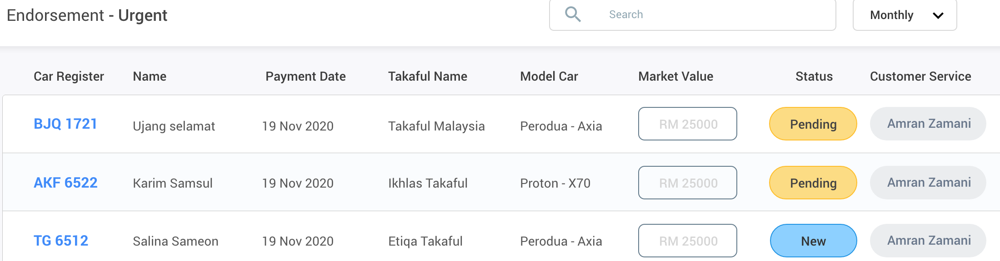 Endorsement - Urgent
Search
Monthly
Car Register Name Payment Date Takaful Name Model Car Market Value Status Customer Service
BJQ 1721 Ujang selamat 19 Nov 2020 Takaful Malaysia Perodua - Axia RM 25000 Pending Amran Zamani
AKF 6522 Karim Samsul 19 Nov 2020 Ikhlas Takaful Proton - X70 RM 25000 Pending Amran Zamani
TG 6512 Salina Sameon 19 Nov 2020 Etiqa Takaful Perodua - Axia RM 25000 New Amran Zamani